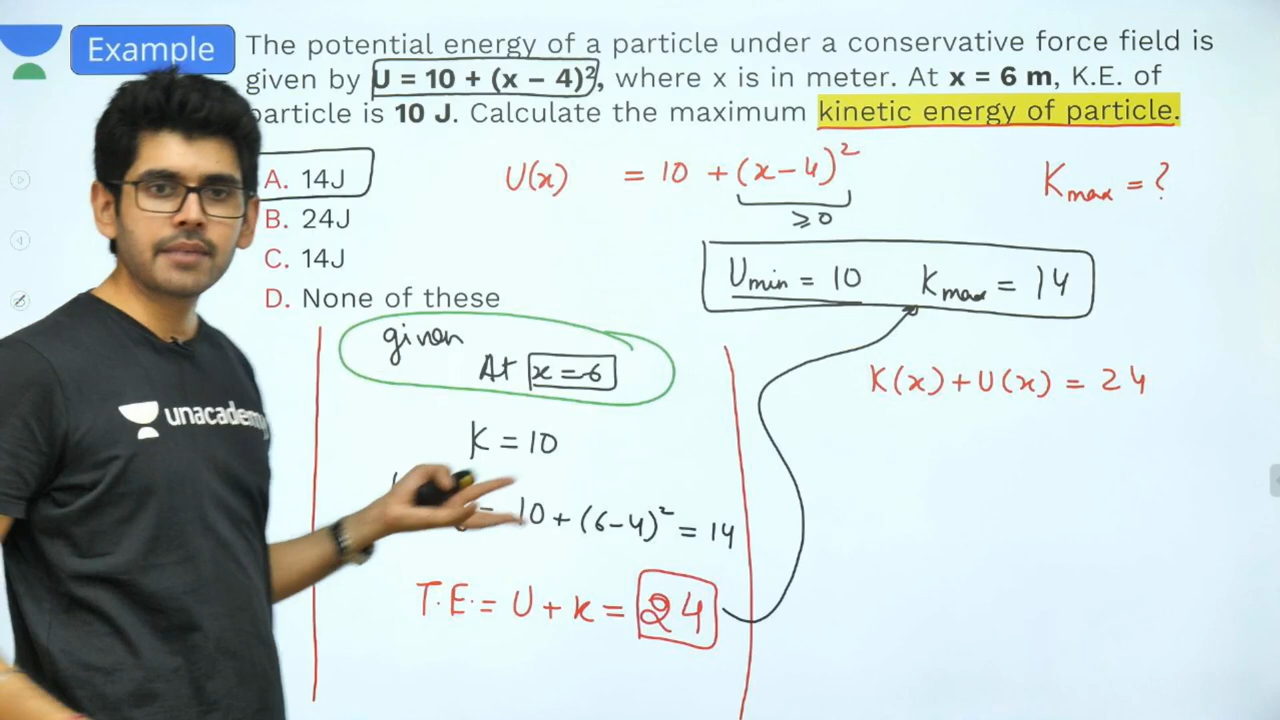 Example
The potential energy of a particle under a conservative force field is
given by U = 10 + (x – 4)², where x is in meter. At x = 6 m, K.E. of
particle is 10 J. Calculate the maximum kinetic energy of particle.
A. 14J
B. 24J
C. 14J
D. None of these
U(x) = 10 + (x-4)²
≥ 0
Kmax = ?
Umin = 10 Kmax = 14
given
At x = 6
K = 10
= 10 + (6-4)² = 14
T.E. = U + K = 24
K(x) + U(x) = 24
unacademy